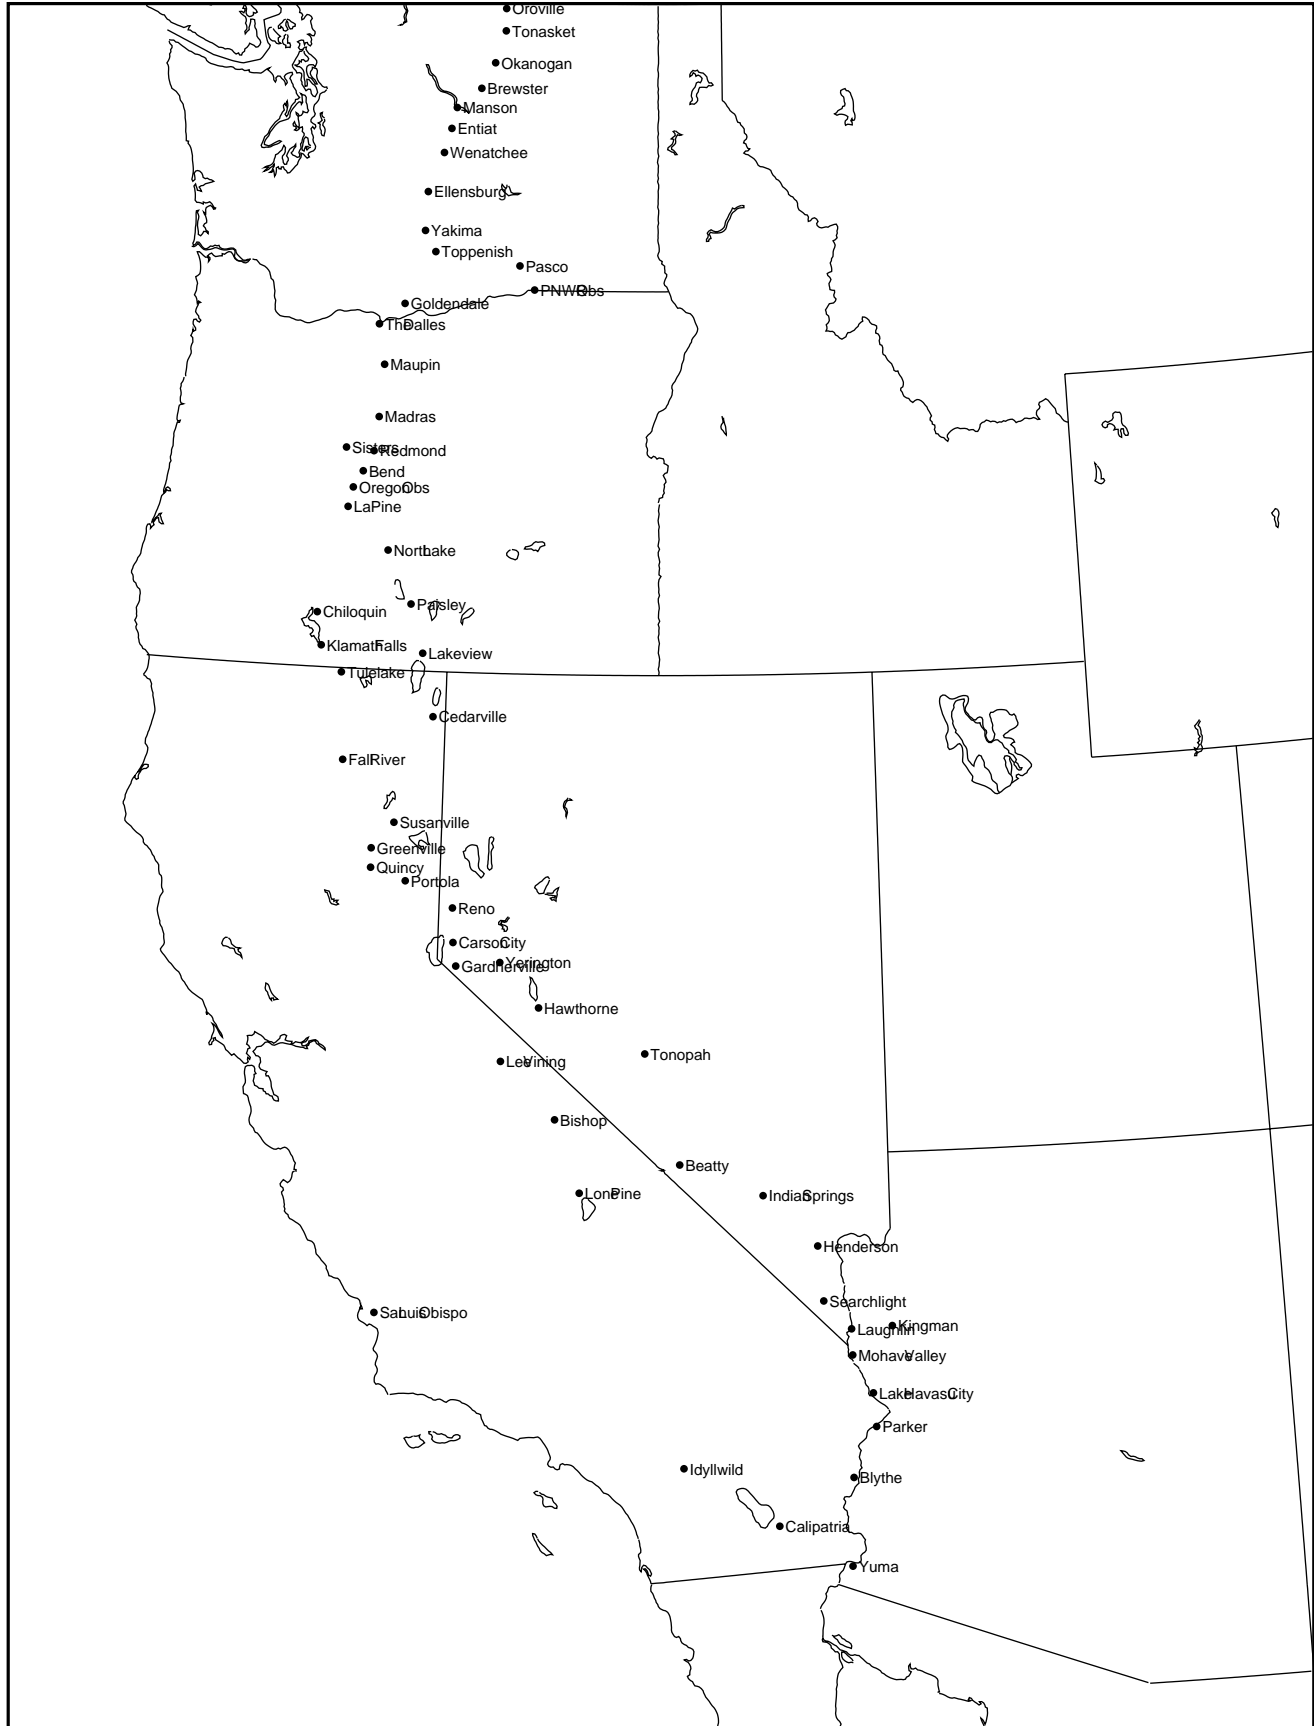 Oroville
Tonasket
Okanogan
Brewster
Manson
Entiat
Wenatchee
Ellensburg
Yakima
Toppenish
Pasco
PNWRObs
Goldendale
TheDalles
Maupin
Madras
Sisters
Redmond
Bend
OregonObs
LaPine
NorthLake
Paisley
Chiloquin
KlamathFalls
Lakeview
Tulelake
Cedarville
FallRiver
Susanville
Greenville
Quincy
Portola
Reno
CarsonCity
Yerington
Gardnerville
Hawthorne
Tonopah
LeeVining
Bishop
Beatty
LonePine
IndianSprings
Henderson
Searchlight
SanLuisObispo
Kingman
Laughlin
MohaveValley
LakeHavasuCity
Parker
Idyllwild
Blythe
Calipatria
Yuma